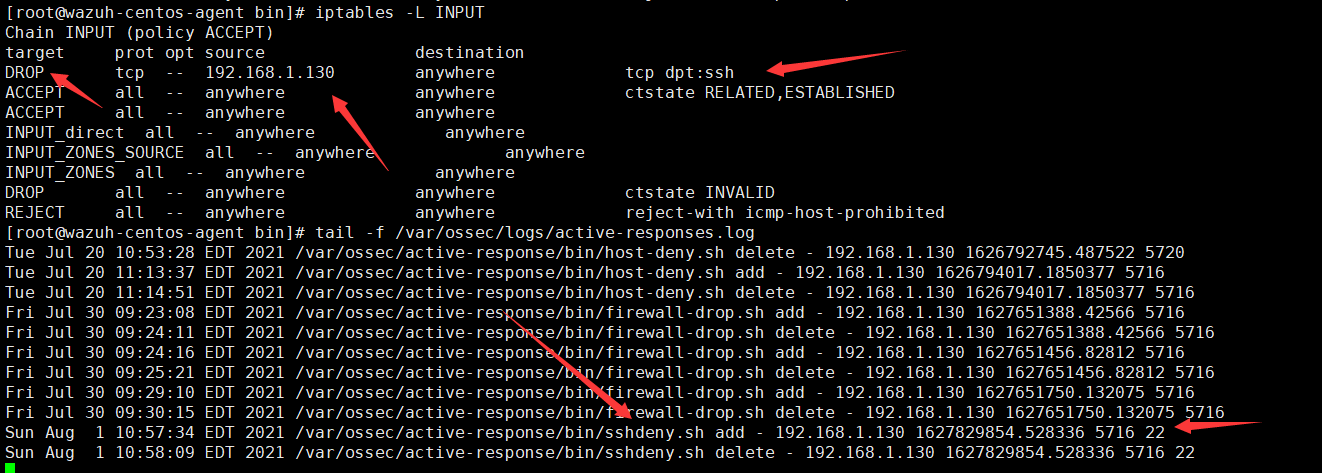 [root@wazuh-centos-agent bin]# iptables -L INPUT
Chain INPUT (policy ACCEPT)
target     prot opt source               destination
DROP       tcp  --  192.168.1.130        anywhere             tcp dpt:ssh
ACCEPT     all  --  anywhere             anywhere             ctstate RELATED,ESTABLISHED
ACCEPT     all  --  anywhere             anywhere
INPUT_direct  all  --  anywhere             anywhere
INPUT_ZONES_SOURCE  all  --  anywhere             anywhere
INPUT_ZONES  all  --  anywhere             anywhere
DROP       all  --  anywhere             anywhere             ctstate INVALID
REJECT     all  --  anywhere             anywhere             reject-with icmp-host-prohibited
[root@wazuh-centos-agent bin]# tail -f /var/ossec/logs/active-responses.log
Tue Jul 20 10:53:28 EDT 2021 /var/ossec/active-response/bin/host-deny.sh delete - 192.168.1.130 1626792745.487522 5720
Tue Jul 20 11:13:37 EDT 2021 /var/ossec/active-response/bin/host-deny.sh add - 192.168.1.130 1626794017.1850377 5716
Tue Jul 20 11:14:51 EDT 2021 /var/ossec/active-response/bin/host-deny.sh delete - 192.168.1.130 1626794017.1850377 5716
Fri Jul 30 09:23:08 EDT 2021 /var/ossec/active-response/bin/firewall-drop.sh add - 192.168.1.130 1627651388.42566 5716
Fri Jul 30 09:24:11 EDT 2021 /var/ossec/active-response/bin/firewall-drop.sh delete - 192.168.1.130 1627651388.42566 5716
Fri Jul 30 09:24:16 EDT 2021 /var/ossec/active-response/bin/firewall-drop.sh add - 192.168.1.130 1627651456.82812 5716
Fri Jul 30 09:25:21 EDT 2021 /var/ossec/active-response/bin/firewall-drop.sh delete - 192.168.1.130 1627651456.82812 5716
Fri Jul 30 09:29:10 EDT 2021 /var/ossec/active-response/bin/firewall-drop.sh add - 192.168.1.130 1627651750.132075 5716
Fri Jul 30 09:30:15 EDT 2021 /var/ossec/active-response/bin/firewall-drop.sh delete - 192.168.1.130 1627651750.132075 5716
Sun Aug  1 10:57:34 EDT 2021 /var/ossec/active-response/bin/sshdeny.sh add - 192.168.1.130 1627829854.528336 5716 22
Sun Aug  1 10:58:09 EDT 2021 /var/ossec/active-response/bin/sshdeny.sh delete - 192.168.1.130 1627829854.528336 5716 22